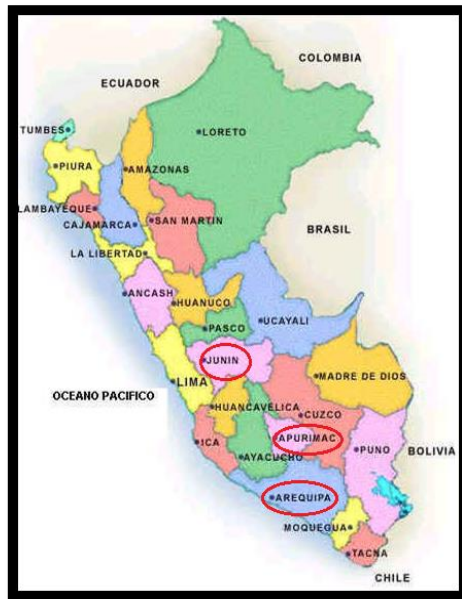 COLOMBIA
ECUADOR
TUMBES
LORETO
PIURA
AMAZONAS
LAMBAYEQUE
SAN MARTIN
CAJAMARCA
BRASIL
LA LIBERTAD
ANCASH
HUANUCO
UCAYALI
PASCO
JUNIN
MADRE DE DIOS
LIMA
OCEANO PACIFICO
HUANCAVELICA
CUZCO
ICA
APURIMAC
PUNO
BOLIVIA
AYACUCHO
AREQUIPA
MOQUEGUA
TACNA
CHILE